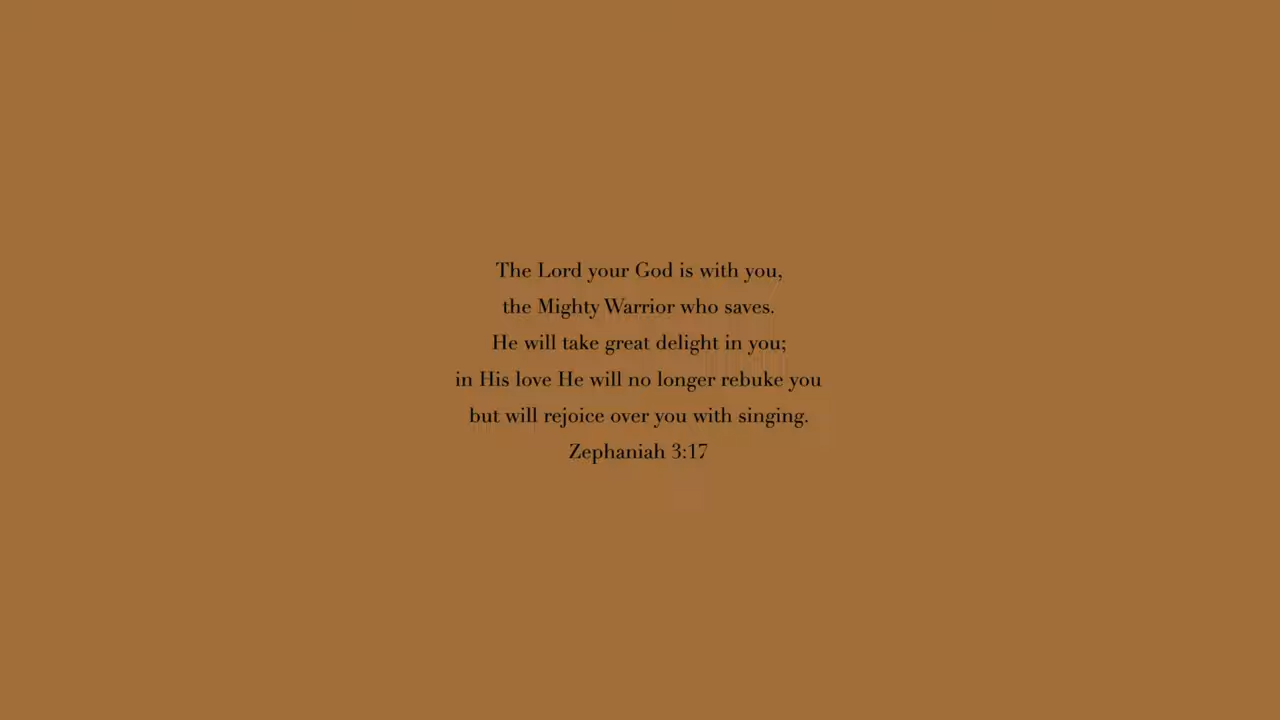 The Lord your God is with you,
the Mighty Warrior who saves.
He will take great delight in you;
in His love He will no longer rebuke you
but will rejoice over you with singing.
Zephaniah 3:17